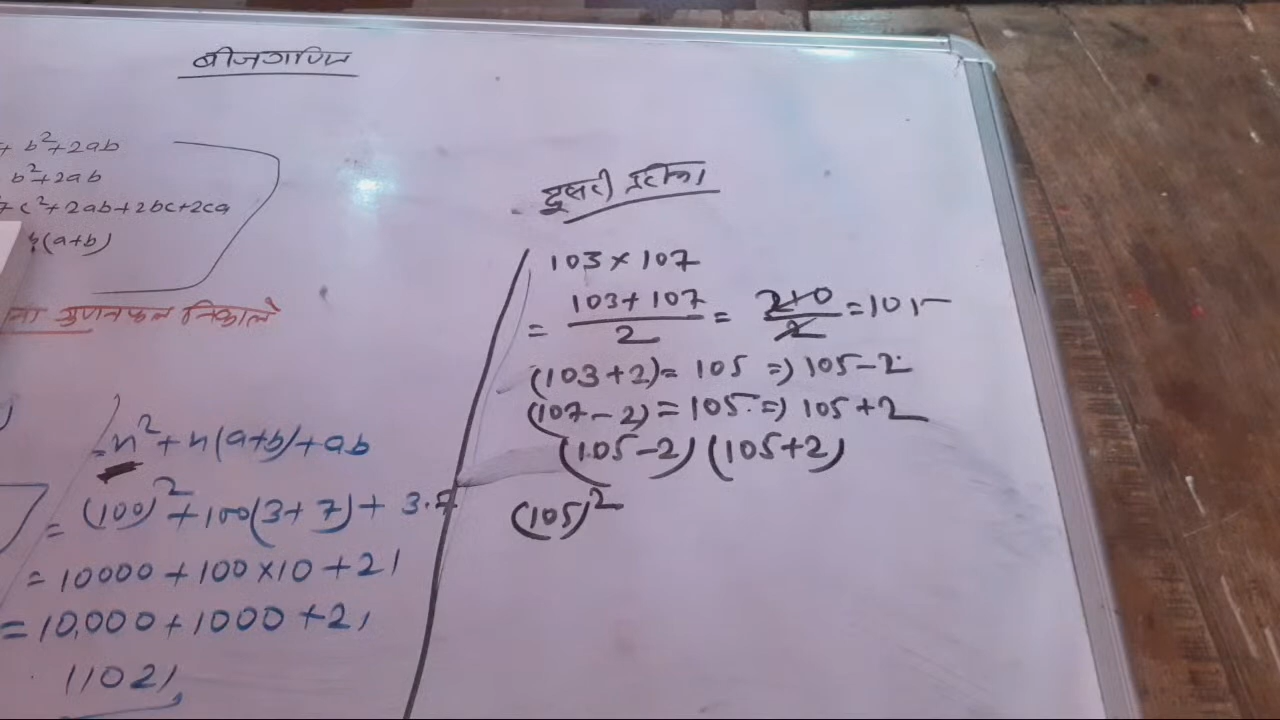 बीजगणित
+ b²+2ab
b²+2ab
+ c²+2ab+2bc+2ca
(a+b)
गुणनफल निकाले
= x²+x(a+b)+ab
= (100)²+100(3+7)+3.7
= 10000+100×10+21
= 10,000+1000+21
11021
दूसरी तरीका
103×107
= 103+107/2 = 210/2 = 105
(103+2)= 105 => 105-2
(107-2)=105 => 105+2
(105-2)(105+2)
(105)²